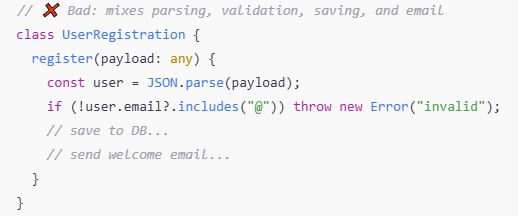 // ❌ Bad: mixes parsing, validation, saving, and email
class UserRegistration {
  register(payload: any) {
    const user = JSON.parse(payload);
    if (!user.email?.includes("@")) throw new Error("invalid");
    // save to DB...
    // send welcome email...
  }
}